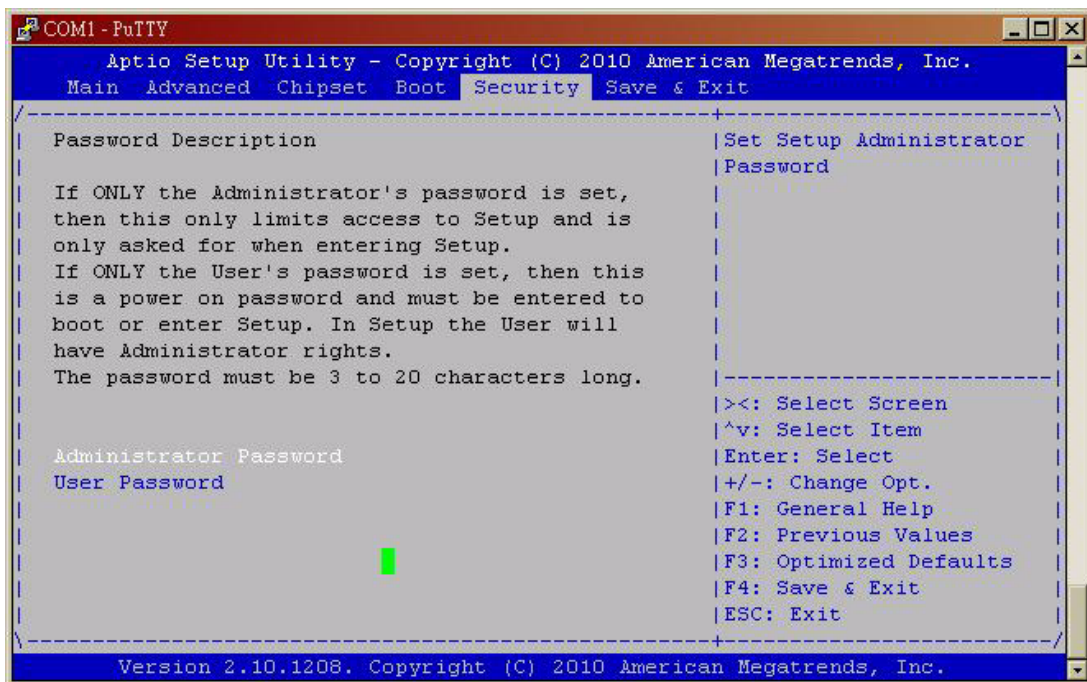 COM1 - PuTTY
Aptio Setup Utility - Copyright (C) 2010 American Megatrends, Inc.
Main Advanced Chipset Boot Security Save & Exit
Password Description
If ONLY the Administrator's password is set,
then this only limits access to Setup and is
only asked for when entering Setup.
If ONLY the User's password is set, then this
is a power on password and must be entered to
boot or enter Setup. In Setup the User will
have Administrator rights.
The password must be 3 to 20 characters long.
Administrator Password
User Password
Set Setup Administrator
Password
><: Select Screen
^v: Select Item
Enter: Select
+/-: Change Opt.
F1: General Help
F2: Previous Values
F3: Optimized Defaults
F4: Save & Exit
ESC: Exit
Version 2.10.1208. Copyright (C) 2010 American Megatrends, Inc.